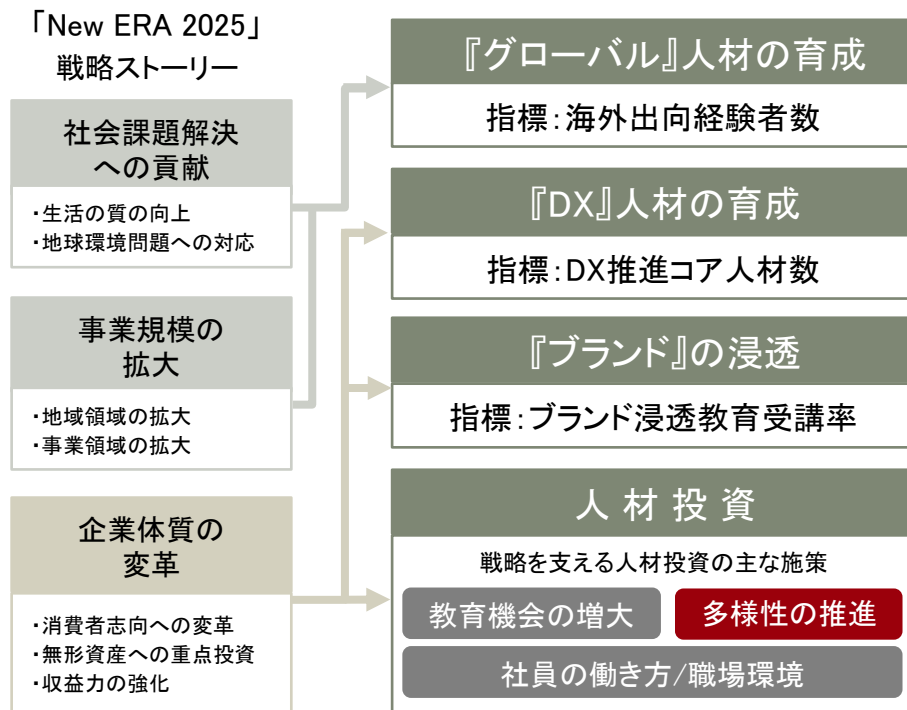 「New ERA 2025」
戦略ストーリー
社会課題解決
への貢献
・生活の質の向上
・地球環境問題への対応
事業規模の
拡大
・地域領域の拡大
・事業領域の拡大
企業体質の
変革
・消費者志向への変革
・無形資産への重点投資
・収益力の強化
『グローバル』人材の育成
指標：海外出向経験者数
『DX』人材の育成
指標：DX推進コア人材数
『ブランド』の浸透
指標：ブランド浸透教育受講率
人 材 投 資
戦略を支える人材投資の主な施策
教育機会の増大
多様性の推進
社員の働き方/職場環境